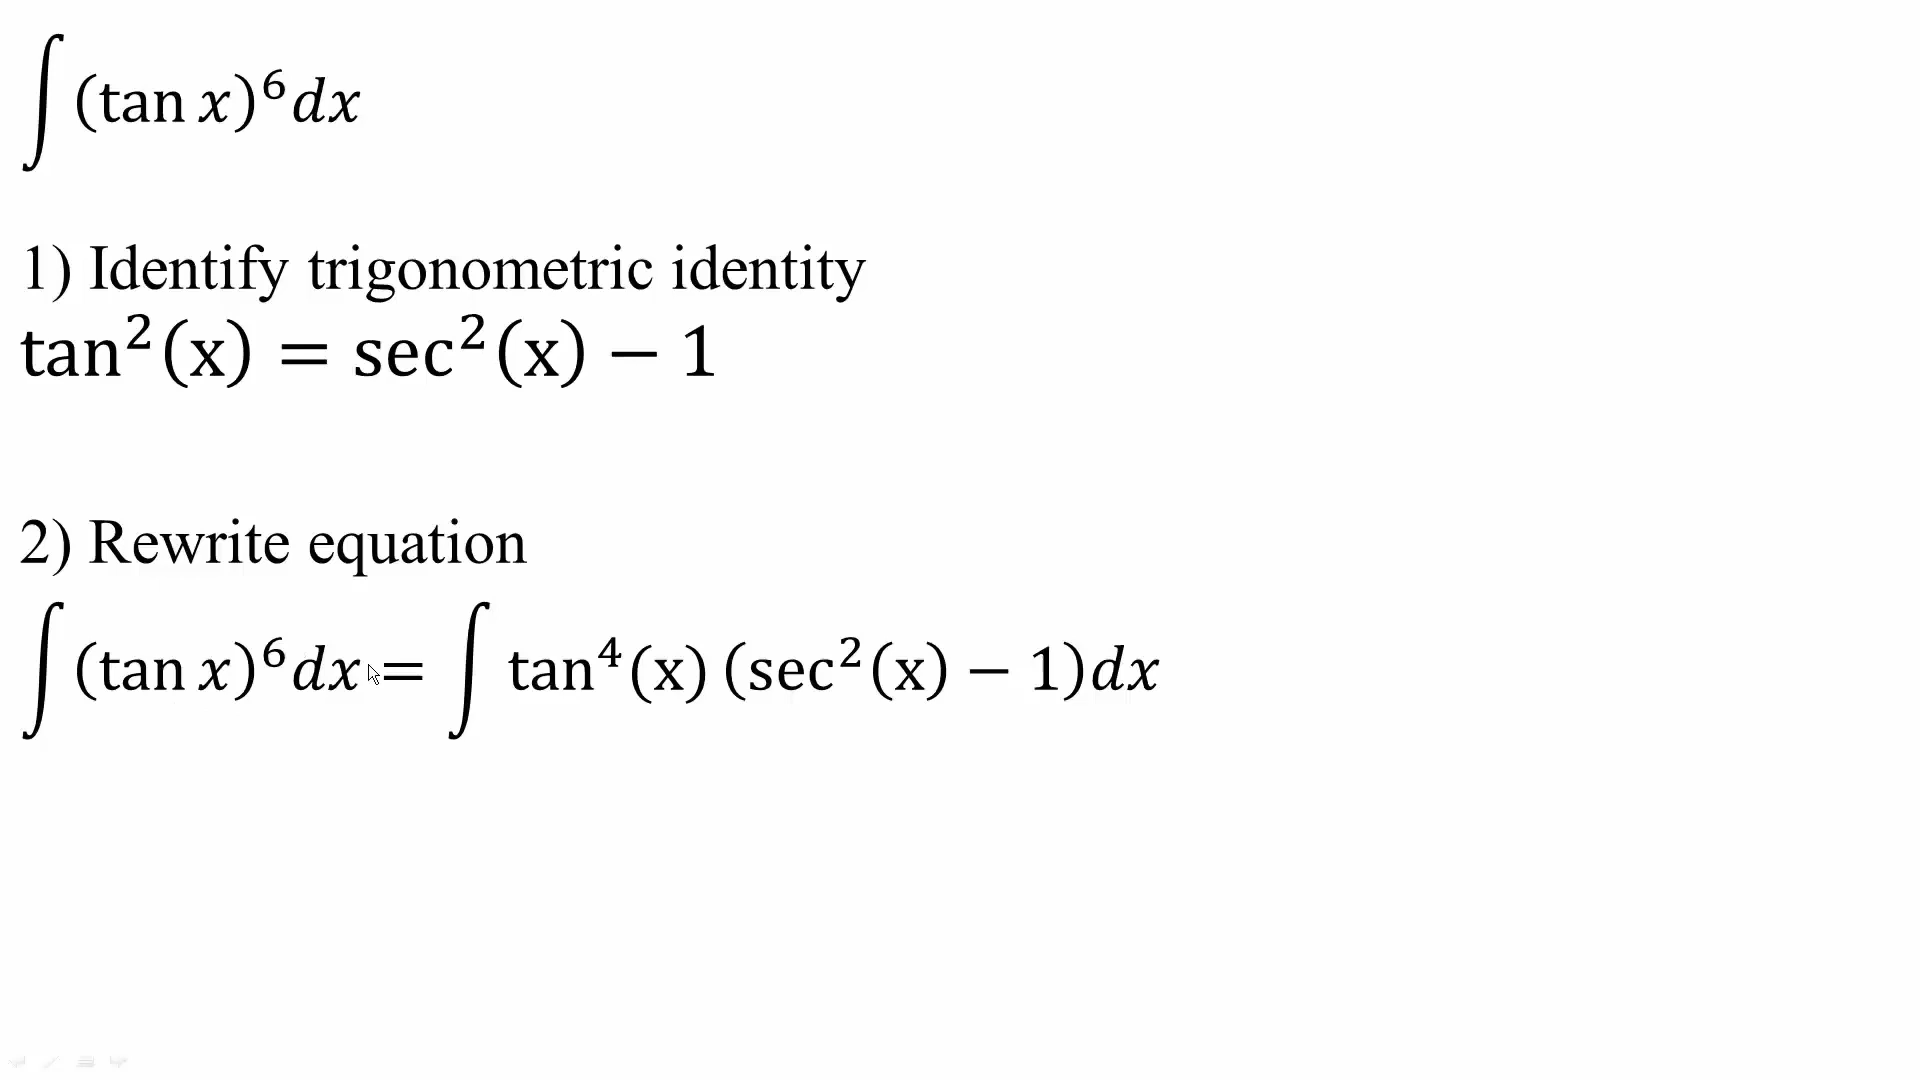 ∫(tan x)⁶dx
1) Identify trigonometric identity
tan²(x) = sec²(x) − 1
2) Rewrite equation
∫(tan x)⁶dx = ∫ tan⁴(x) (sec²(x) − 1)dx